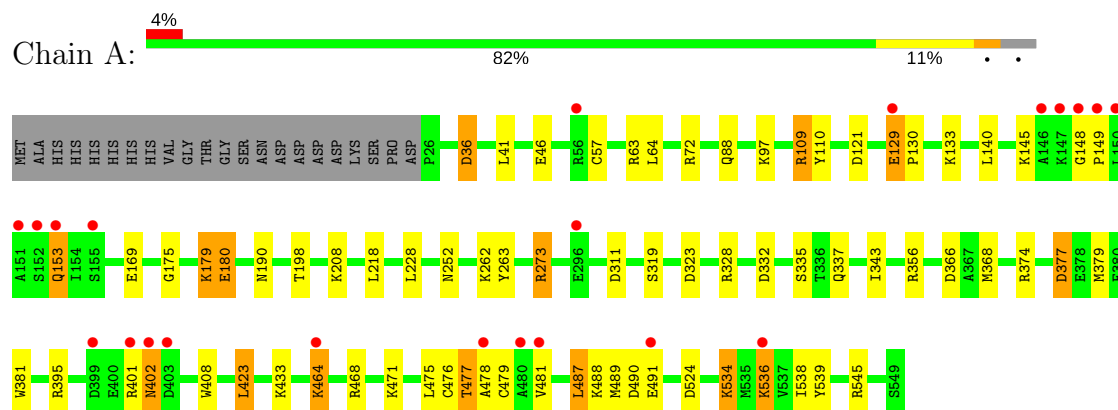 4%
Chain A:
82% 11% • •
MET ALA HIS HIS HIS HIS HIS HIS VAL GLY THR GLY SER ASN ASP ASP ASP ASP LYS SER PRO ASP P26 D36 L41 E46 R56 C57 R63 L64 R72 Q88 K97 R109 Y110 D121 E129 P130 K133 L140 K145 A146 K147 G148 P149 L150
A151 S152 Q153 I154 S155 E169 G175 K179 E180 N190 T198 K208 L218 L228 N252 K262 Y263 R273 E296 D311 S319 D323 R328 D332 S335 T336 Q337 I343 R356 D366 A367 M368 R374 D377 E378 M379 E380
W381 R395 D399 E400 R401 N402 D403 W408 L423 K433 K464 R468 K471 L475 C476 T477 A478 C479 A480 V481 L487 K488 M489 D490 E491 D524 K534 M535 K536 V537 I538 Y539 R545 S549